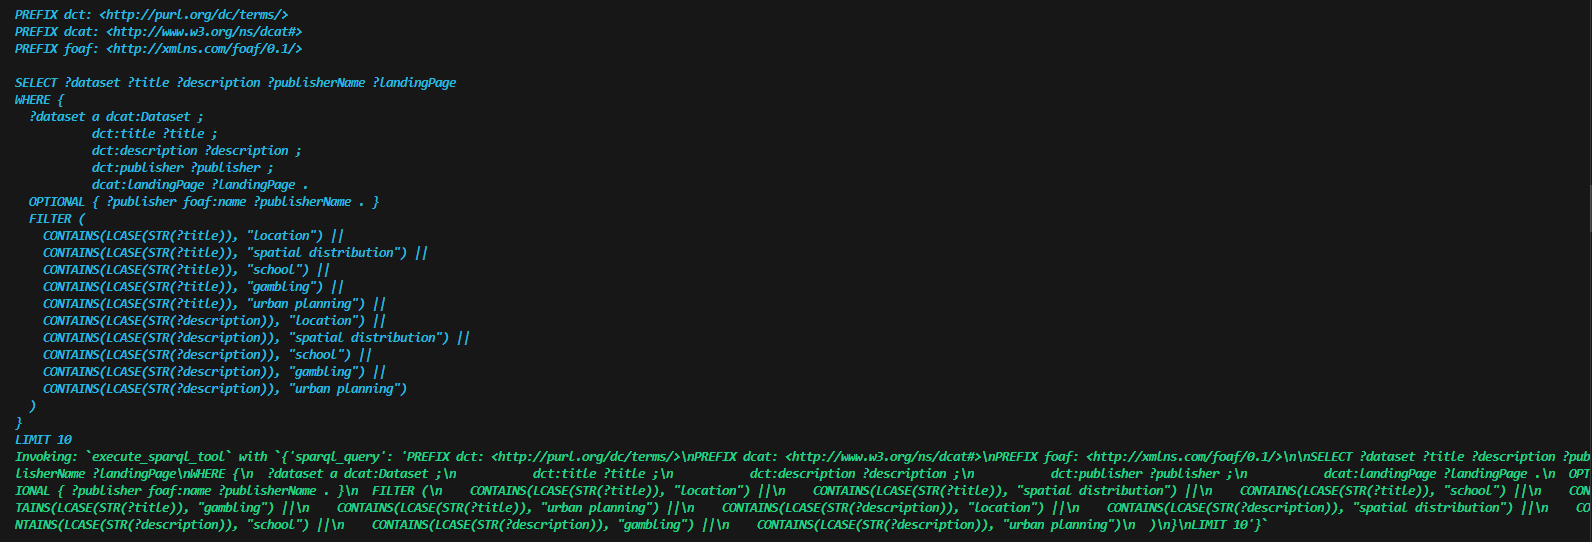 PREFIX dct: <http://purl.org/dc/terms/>
PREFIX dcat: <http://www.w3.org/ns/dcat#>
PREFIX foaf: <http://xmlns.com/foaf/0.1/>

SELECT ?dataset ?title ?description ?publisherName ?landingPage
WHERE {
  ?dataset a dcat:Dataset ;
           dct:title ?title ;
           dct:description ?description ;
           dct:publisher ?publisher ;
           dcat:landingPage ?landingPage .
  OPTIONAL { ?publisher foaf:name ?publisherName . }
  FILTER (
    CONTAINS(LCASE(STR(?title)), "location") ||
    CONTAINS(LCASE(STR(?title)), "spatial distribution") ||
    CONTAINS(LCASE(STR(?title)), "school") ||
    CONTAINS(LCASE(STR(?title)), "gambling") ||
    CONTAINS(LCASE(STR(?title)), "urban planning") ||
    CONTAINS(LCASE(STR(?description)), "location") ||
    CONTAINS(LCASE(STR(?description)), "spatial distribution") ||
    CONTAINS(LCASE(STR(?description)), "school") ||
    CONTAINS(LCASE(STR(?description)), "gambling") ||
    CONTAINS(LCASE(STR(?description)), "urban planning")
  )
}
LIMIT 10
Invoking: `execute_sparql_tool` with `{'sparql_query': 'PREFIX dct: <http://purl.org/dc/terms/>\nPREFIX dcat: <http://www.w3.org/ns/dcat#>\nPREFIX foaf: <http://xmlns.com/foaf/0.1/>\n\nSELECT ?dataset ?title ?description ?pub
lisherName ?landingPage\nWHERE {\n  ?dataset a dcat:Dataset ;\n           dct:title ?title ;\n           dct:description ?description ;\n           dct:publisher ?publisher ;\n           dcat:landingPage ?landingPage .\n  OPT
IONAL { ?publisher foaf:name ?publisherName . }\n  FILTER (\n    CONTAINS(LCASE(STR(?title)), "location") ||\n    CONTAINS(LCASE(STR(?title)), "spatial distribution") ||\n    CONTAINS(LCASE(STR(?title)), "school") ||\n    CON
TAINS(LCASE(STR(?title)), "gambling") ||\n    CONTAINS(LCASE(STR(?title)), "urban planning") ||\n    CONTAINS(LCASE(STR(?description)), "location") ||\n    CONTAINS(LCASE(STR(?description)), "spatial distribution") ||\n    CO
NTAINS(LCASE(STR(?description)), "school") ||\n    CONTAINS(LCASE(STR(?description)), "gambling") ||\n    CONTAINS(LCASE(STR(?description)), "urban planning")\n  )\n}\nLIMIT 10'}`